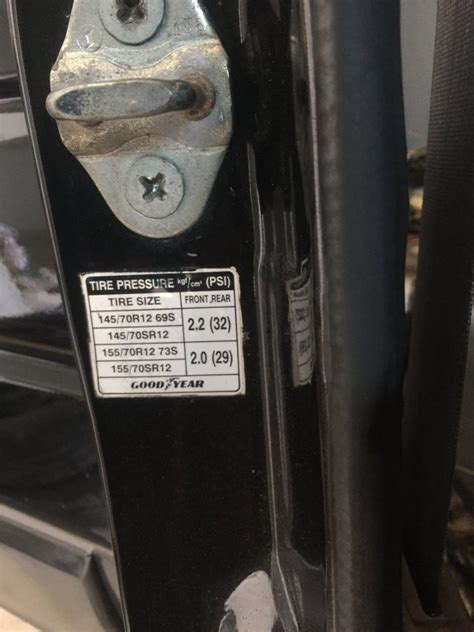 TIRE PRESSURE kgf/cm² (PSI)
TIRE SIZE FRONT,REAR
145/70R12 69S
145/70SR12
2.2 (32)
155/70R12 73S
155/70SR12
2.0 (29)
GOODYEAR